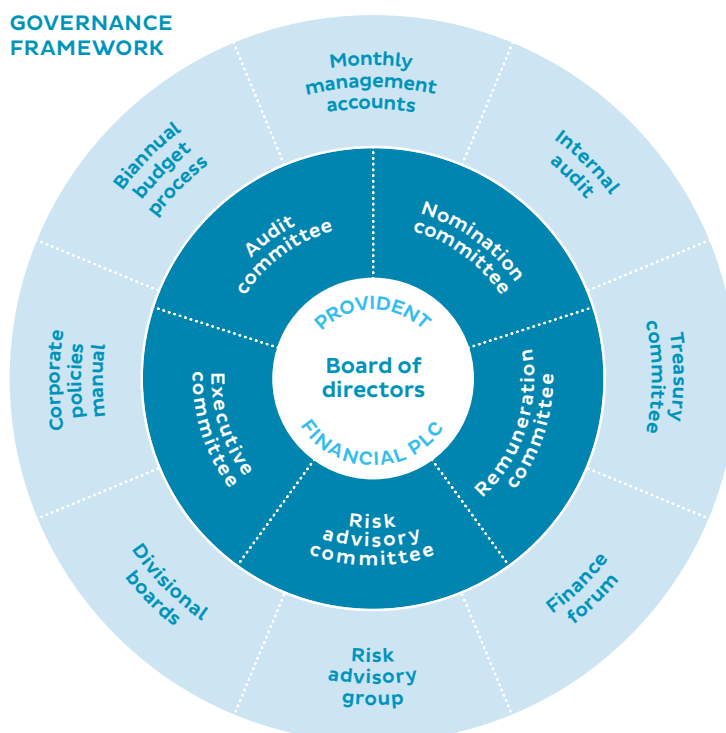 GOVERNANCE
FRAMEWORK
Monthly
management
accounts
Internal
audit
Treasury
committee
Finance
forum
Risk
advisory
group
Divisional
boards
Corporate
policies
manual
Biannual
budget
process
Audit
committee
Nomination
committee
Remuneration
committee
Risk
advisory
committee
Executive
committee
PROVIDENT
Board of
directors
FINANCIAL PLC